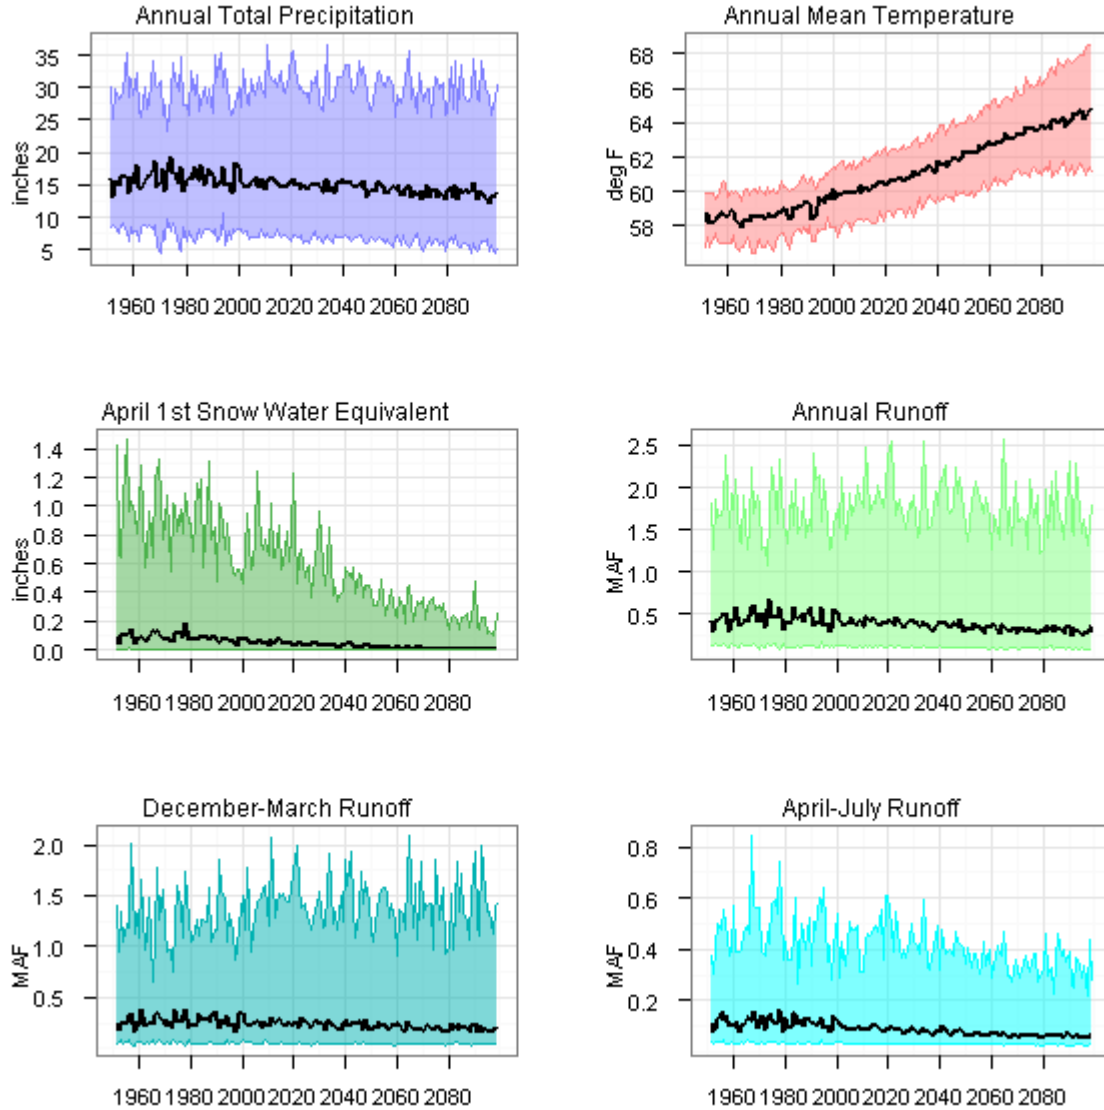 Annual Total Precipitation
Annual Mean Temperature
inches
35
30
25
20
15
10
5
1960 1980 2000 2020 2040 2060 2080
deg F
68
66
64
62
60
58
1960 1980 2000 2020 2040 2060 2080
April 1st Snow Water Equivalent
Annual Runoff
inches
1.4
1.2
1.0
0.8
0.6
0.4
0.2
0.0
1960 1980 2000 2020 2040 2060 2080
MAF
2.5
2.0
1.5
1.0
0.5
1960 1980 2000 2020 2040 2060 2080
December-March Runoff
April-July Runoff
MAF
2.0
1.5
1.0
0.5
1960 1980 2000 2020 2040 2060 2080
MAF
0.8
0.6
0.4
0.2
1960 1980 2000 2020 2040 2060 2080